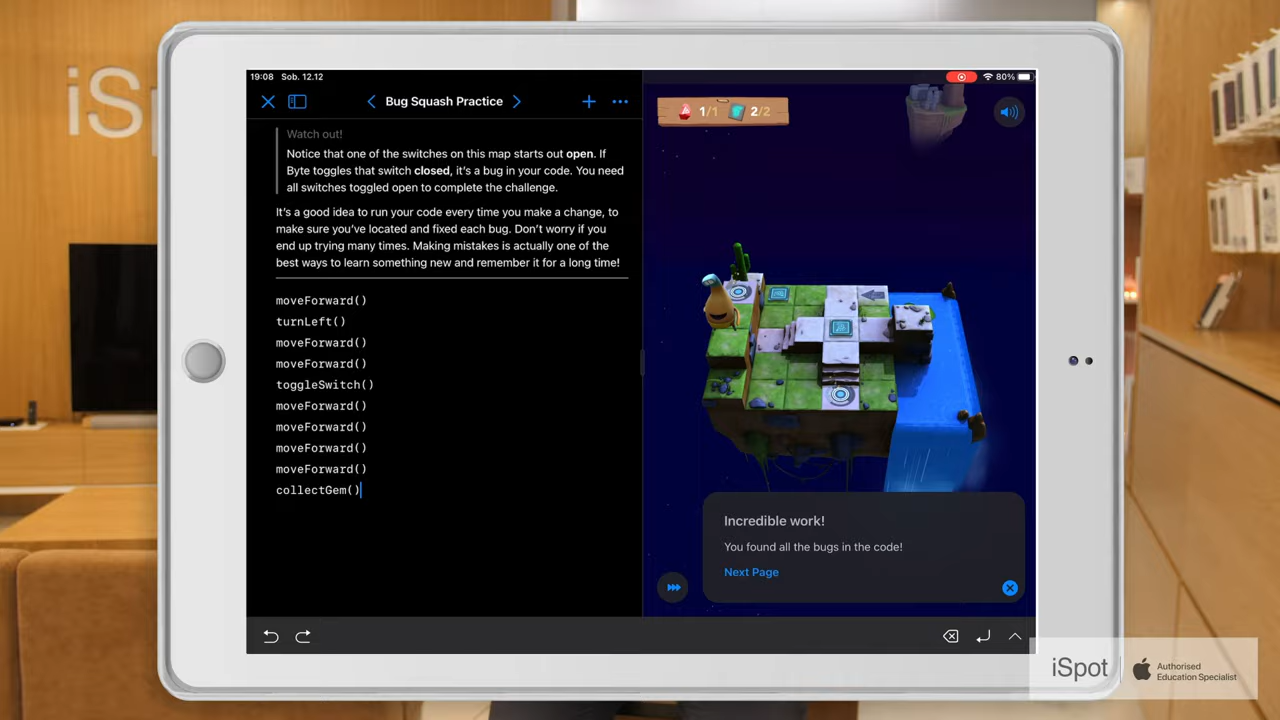 iS
19:08 Sob. 12.12
80%
Bug Squash Practice
1/1 2/2
Watch out!
Notice that one of the switches on this map starts out open. If
Byte toggles that switch closed, it's a bug in your code. You need
all switches toggled open to complete the challenge.
It's a good idea to run your code every time you make a change, to
make sure you've located and fixed each bug. Don't worry if you
end up trying many times. Making mistakes is actually one of the
best ways to learn something new and remember it for a long time!
moveForward()
turnLeft()
moveForward()
moveForward()
toggleSwitch()
moveForward()
moveForward()
moveForward()
moveForward()
collectGem()
Incredible work!
You found all the bugs in the code!
Next Page
iSpot
Authorised
Education Specialist